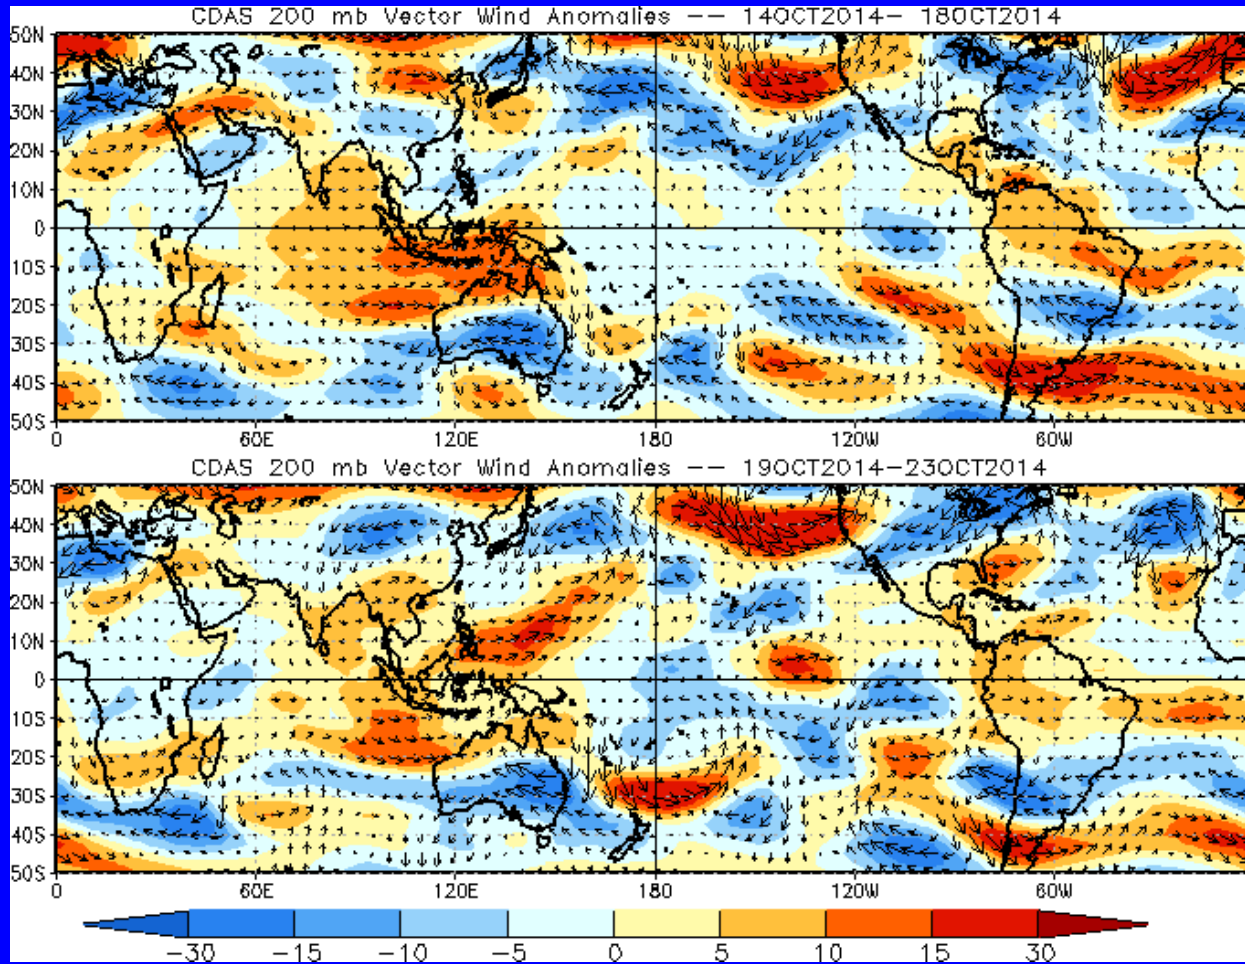 CDAS 200 mb Vector Wind Anomalies -- 14OCT2014- 18OCT2014
50N
40N
30N
20N
10N
0
10S
20S
30S
40S
50S
0 60E 120E 180 120W 60W
CDAS 200 mb Vector Wind Anomalies -- 19OCT2014-23OCT2014
50N
40N
30N
20N
10N
0
10S
20S
30S
40S
50S
0 60E 120E 180 120W 60W
-30 -15 -10 -5 0 5 10 15 30